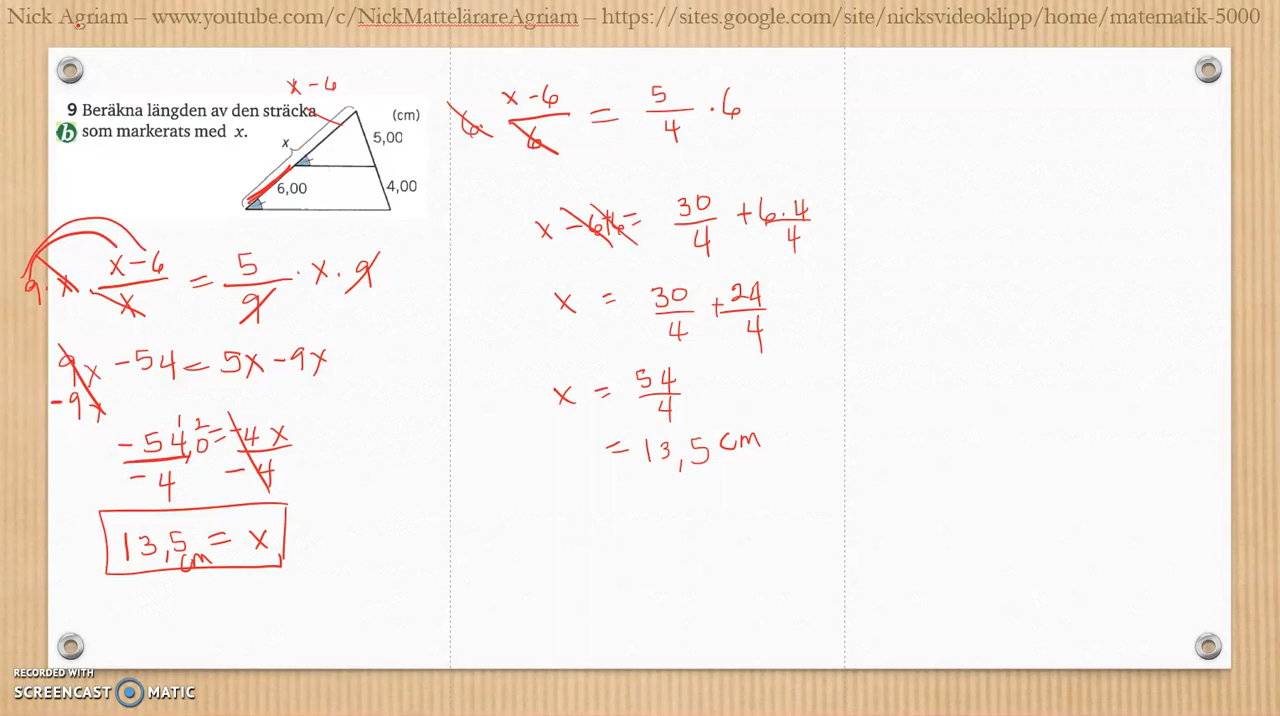 Nick Agriam – www.youtube.com/c/NickMattelärareAgriam – https://sites.google.com/site/nicksvideoklipp/home/matematik-5000
x - 6
9 Beräkna längden av den sträcka
b som markerats med x.
(cm)
x
5,00
6,00
4,00
9 · x · (x - 6)/x = 5/9 · x · 9
9x - 54 = 5x - 9x
-9x
-54,0/-4 = -4x/-4
1 2
13,5 cm = x
6 · (x - 6)/6 = 5/4 · 6
x - 6 + 6 = 30/4 + 6 · 4/4
x = 30/4 + 24/4
x = 54/4
= 13,5 cm
RECORDED WITH
SCREENCAST MATIC